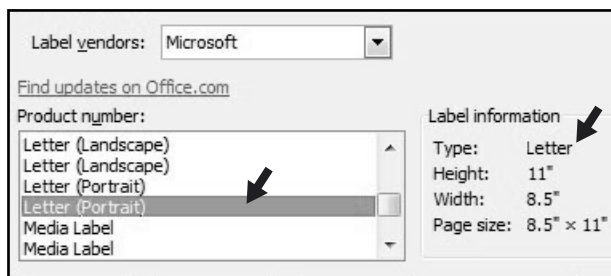 Label vendors: Microsoft
Find updates on Office.com
Product number:
Letter (Landscape)
Letter (Landscape)
Letter (Portrait)
Letter (Portrait)
Media Label
Media Label
Label information
Type: Letter
Height: 11"
Width: 8.5"
Page size: 8.5" × 11"